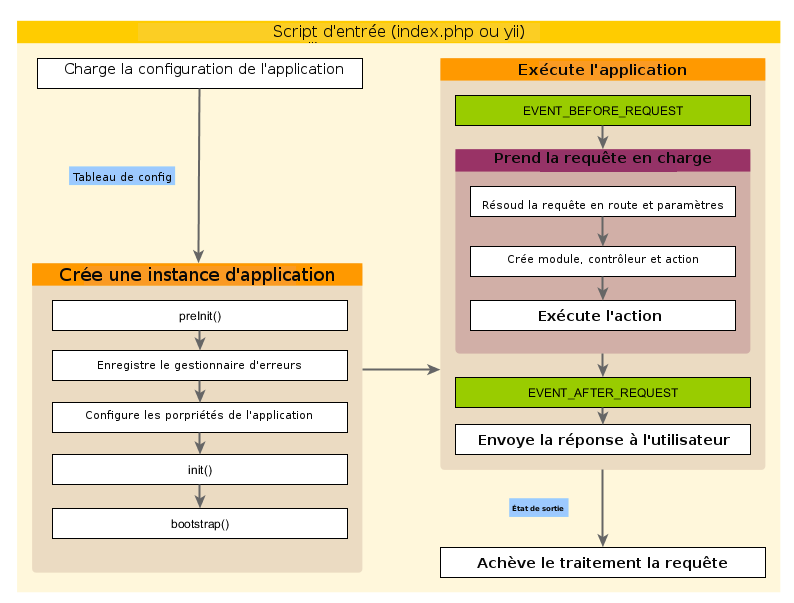 Script d'entrée (index.php ou yii)
Charge la configuration de l'application
Tableau de config
Crée une instance d'application
preInit()
Enregistre le gestionnaire d'erreurs
Configure les porpriétés de l'application
init()
bootstrap()
Exécute l'application
EVENT_BEFORE_REQUEST
Prend la requête en charge
Résoud la requête en route et paramètres
Crée module, contrôleur et action
Exécute l'action
EVENT_AFTER_REQUEST
Envoye la réponse à l'utilisateur
État de sortie
Achève le traitement la requête